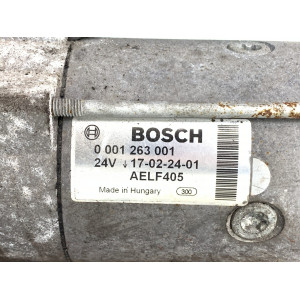 BOSCH
0 001 263 001
24V ↓ 17-02-24-01
AELF405
Made in Hungary 300